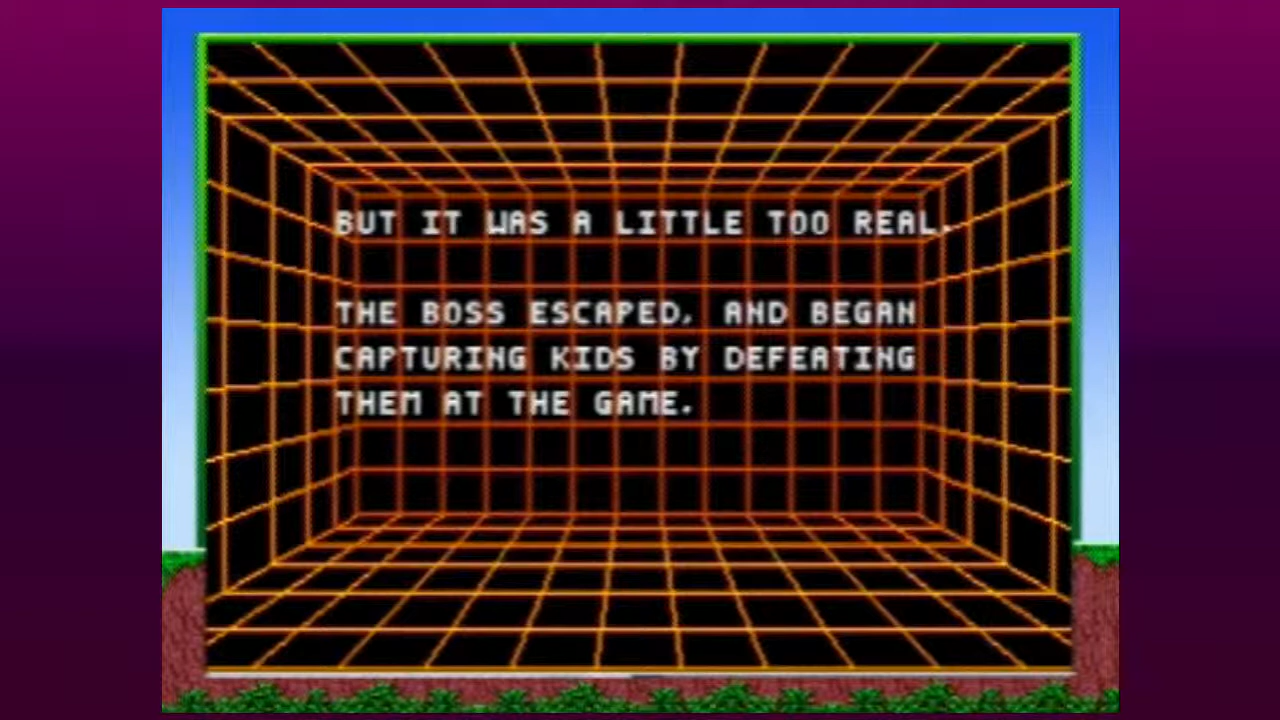 BUT IT WAS A LITTLE TOO REAL.
THE BOSS ESCAPED, AND BEGAN
CAPTURING KIDS BY DEFEATING
THEM AT THE GAME.